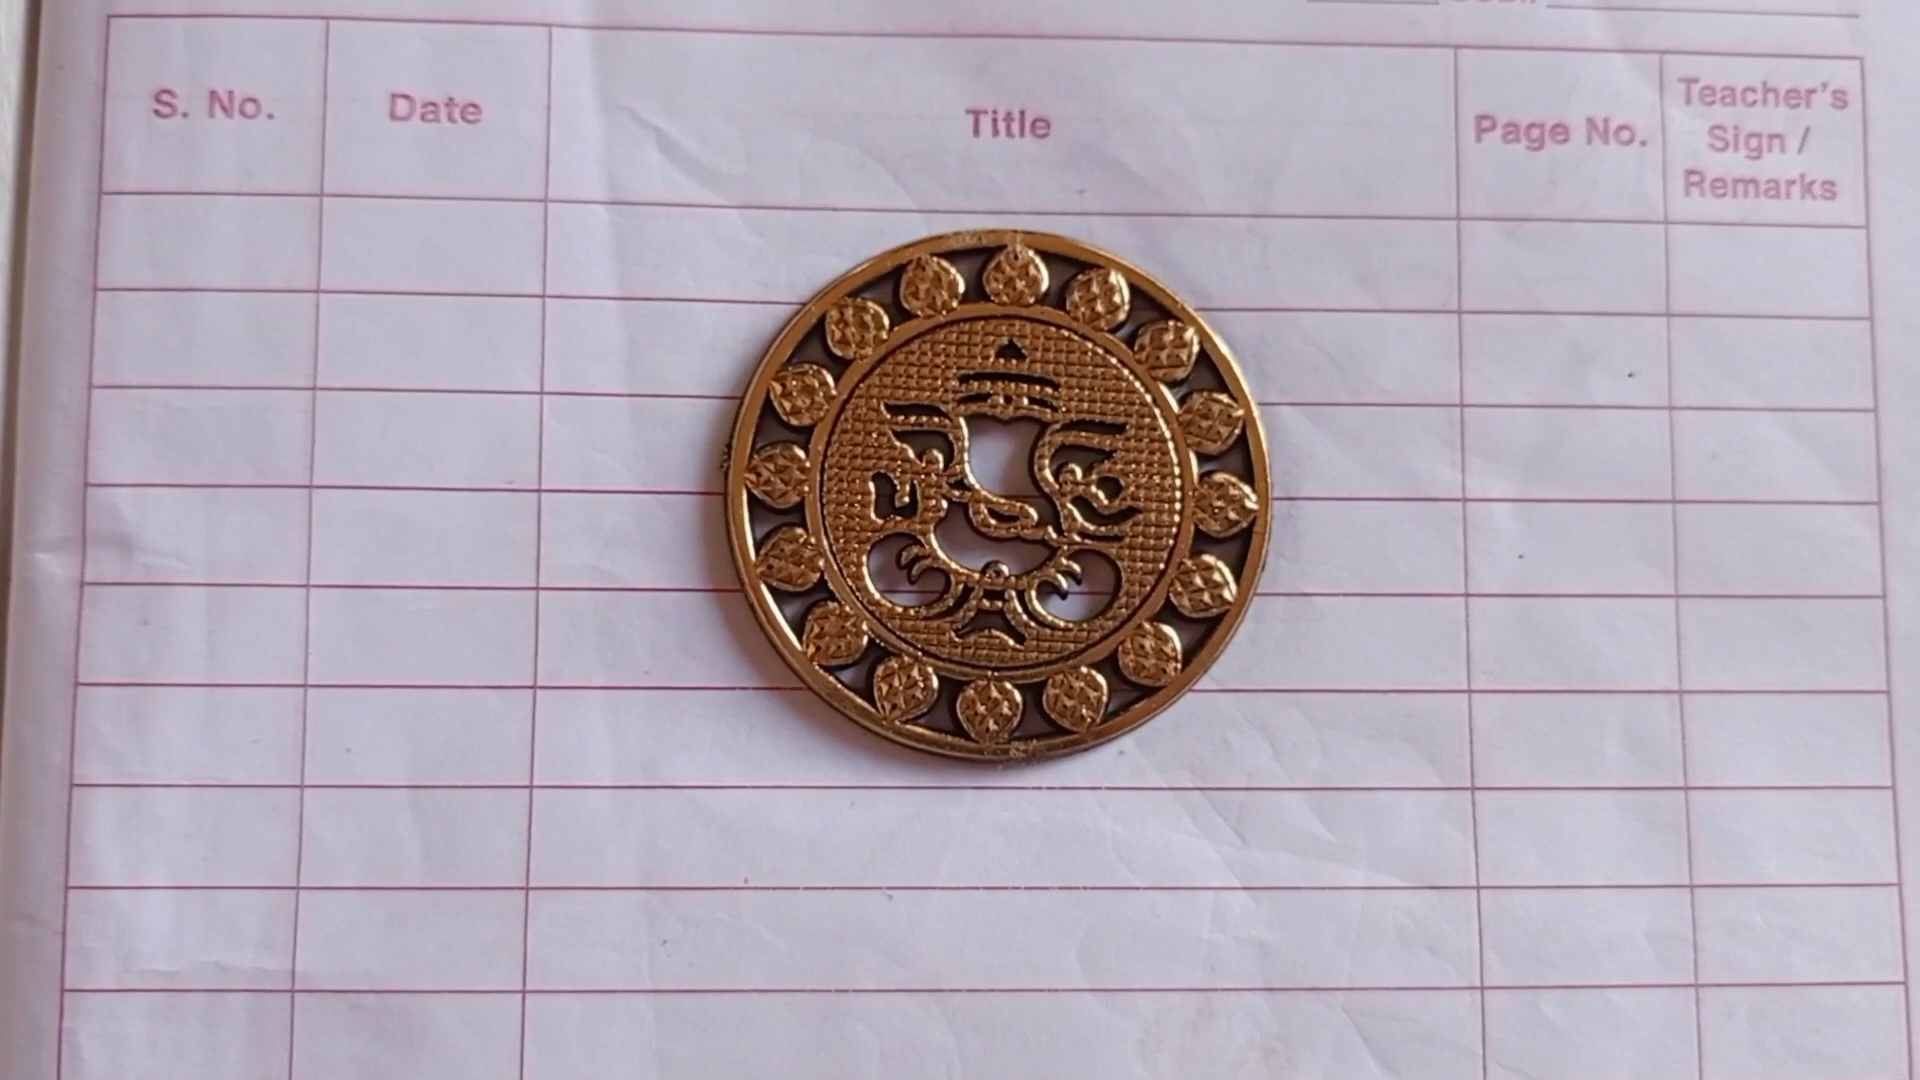 S. No. Date Title Page No. Teacher's
Sign /
Remarks